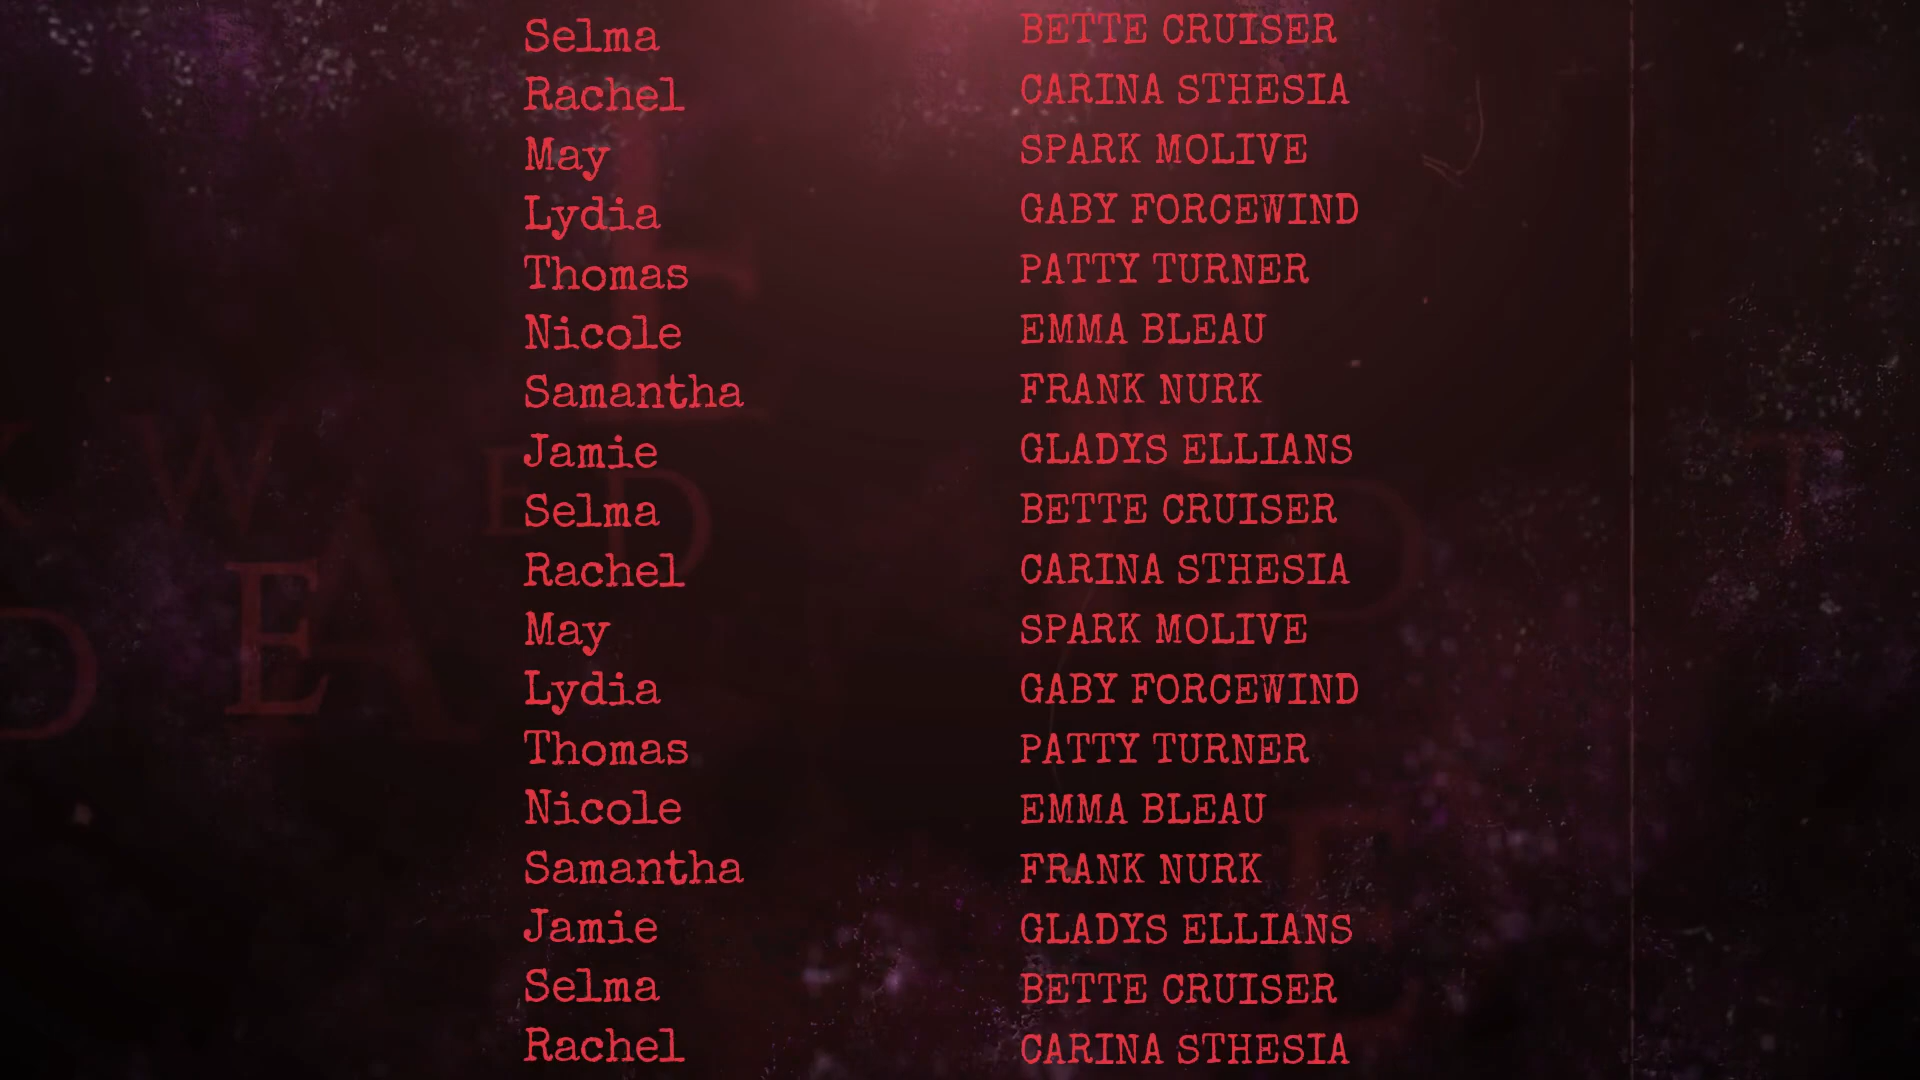 Selma BETTE CRUISER
Rachel CARINA STHESIA
May SPARK MOLIVE
Lydia GABY FORCEWIND
Thomas PATTY TURNER
Nicole EMMA BLEAU
Samantha FRANK NURK
Jamie GLADYS ELLIANS
Selma BETTE CRUISER
Rachel CARINA STHESIA
May SPARK MOLIVE
Lydia GABY FORCEWIND
Thomas PATTY TURNER
Nicole EMMA BLEAU
Samantha FRANK NURK
Jamie GLADYS ELLIANS
Selma BETTE CRUISER
Rachel CARINA STHESIA